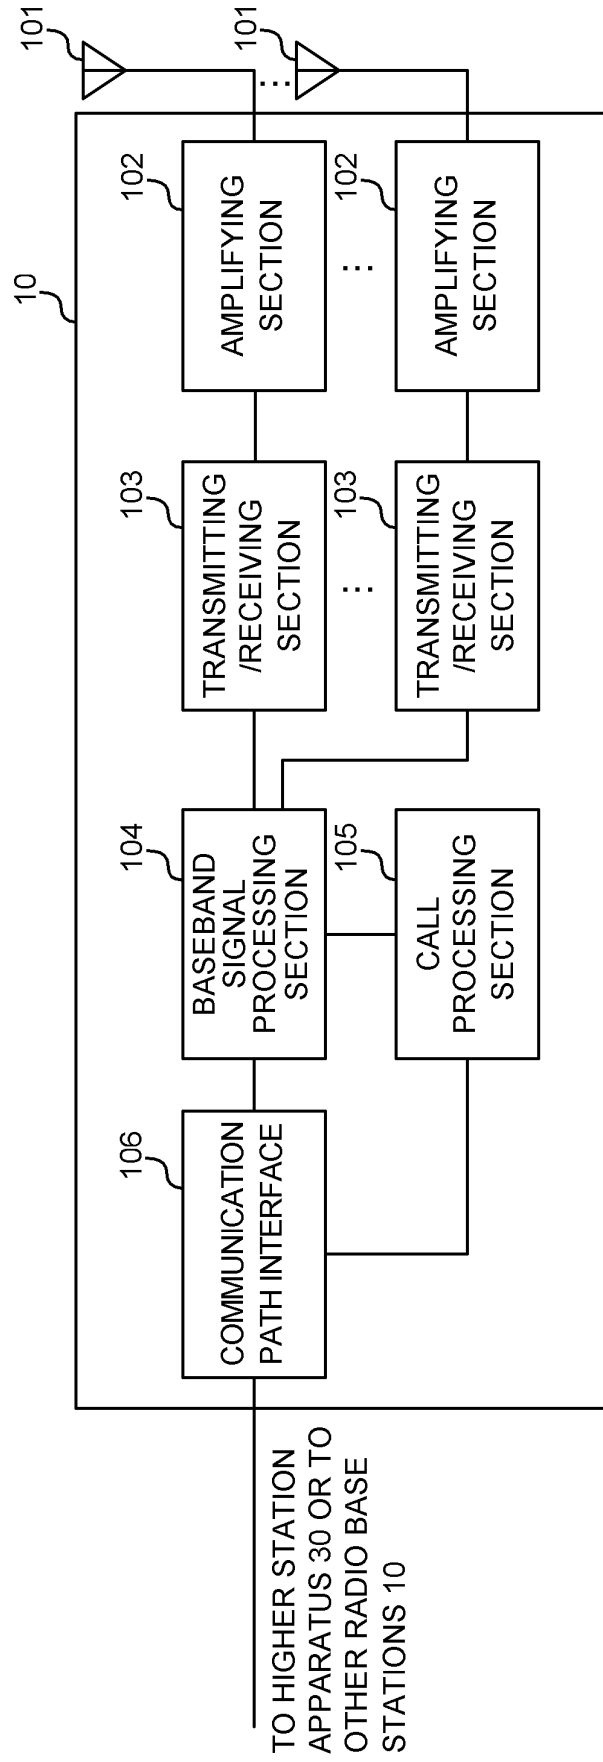 10
101
101
102
AMPLIFYING
SECTION
102
AMPLIFYING
SECTION
...
...
...
103
TRANSMITTING
/RECEIVING
SECTION
103
TRANSMITTING
/RECEIVING
SECTION
104
BASEBAND
SIGNAL
PROCESSING
SECTION
105
CALL
PROCESSING
SECTION
106
COMMUNICATION
PATH INTERFACE
TO HIGHER STATION
APPARATUS 30 OR TO
OTHER RADIO BASE
STATIONS 10